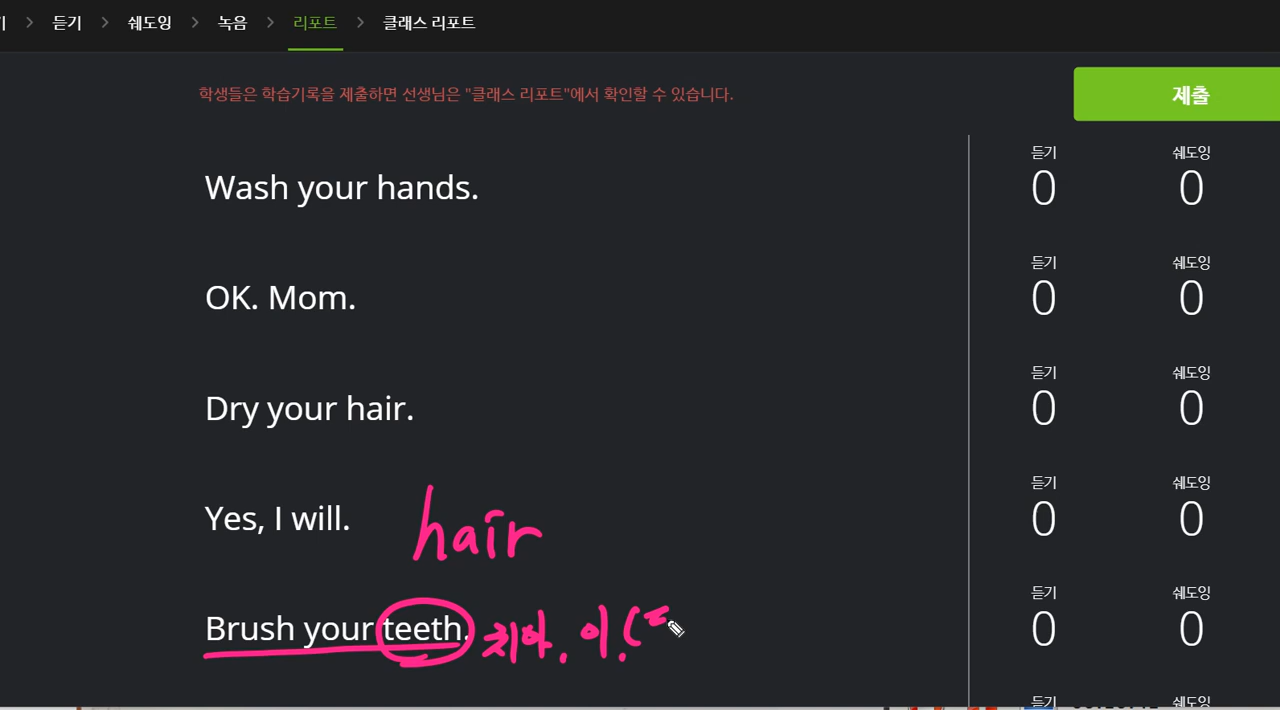 듣기 > 쉐도잉 > 녹음 > 리포트 > 클래스 리포트
학생들은 학습기록을 제출하면 선생님은 "클래스 리포트"에서 확인할 수 있습니다.
제출
Wash your hands.
듣기 쉐도잉
0 0
OK. Mom.
듣기 쉐도잉
0 0
Dry your hair.
듣기 쉐도잉
0 0
Yes, I will.
hair
듣기 쉐도잉
0 0
Brush your teeth.
치아, 이, (
듣기 쉐도잉
0 0
듣기 쉐도잉